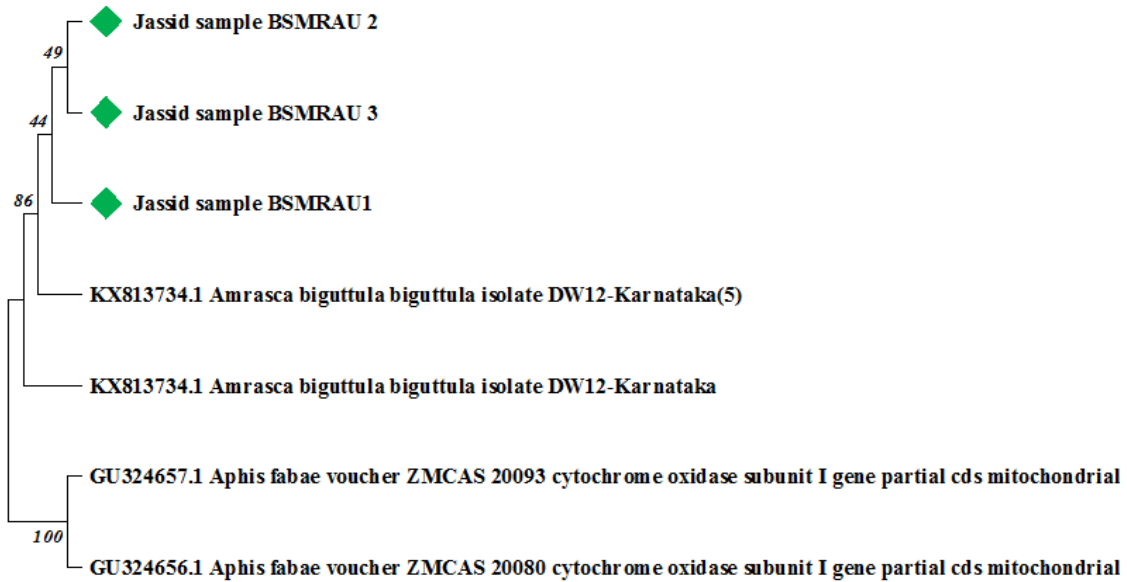 Jassid sample BSMRAU 2
49
Jassid sample BSMRAU 3
44
Jassid sample BSMRAU1
86
KX813734.1 Amrasca biguttula biguttula isolate DW12-Karnataka(5)
KX813734.1 Amrasca biguttula biguttula isolate DW12-Karnataka
GU324657.1 Aphis fabae voucher ZMCAS 20093 cytochrome oxidase subunit I gene partial cds mitochondrial
100
GU324656.1 Aphis fabae voucher ZMCAS 20080 cytochrome oxidase subunit I gene partial cds mitochondrial